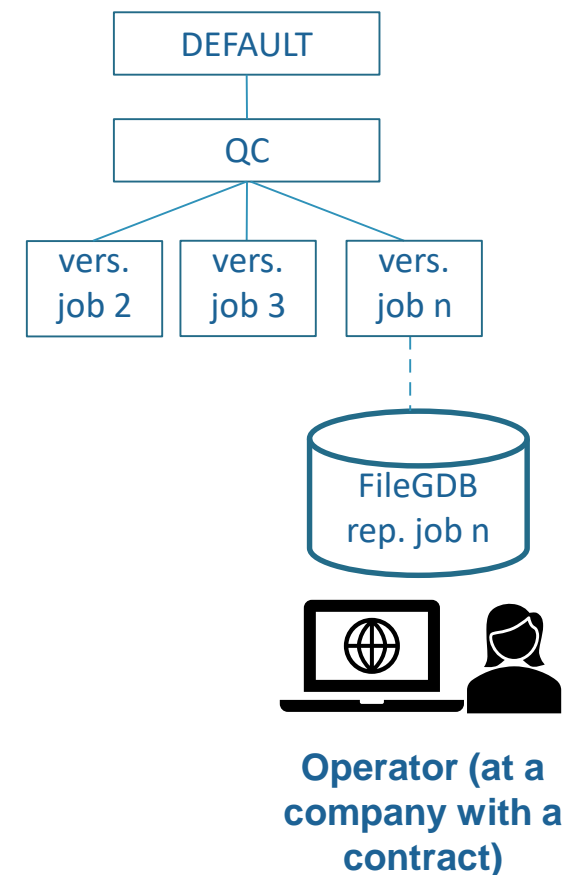 DEFAULT
QC
vers.
job 2
vers.
job 3
vers.
job n
FileGDB
rep. job n
Operator (at a
company with a
contract)